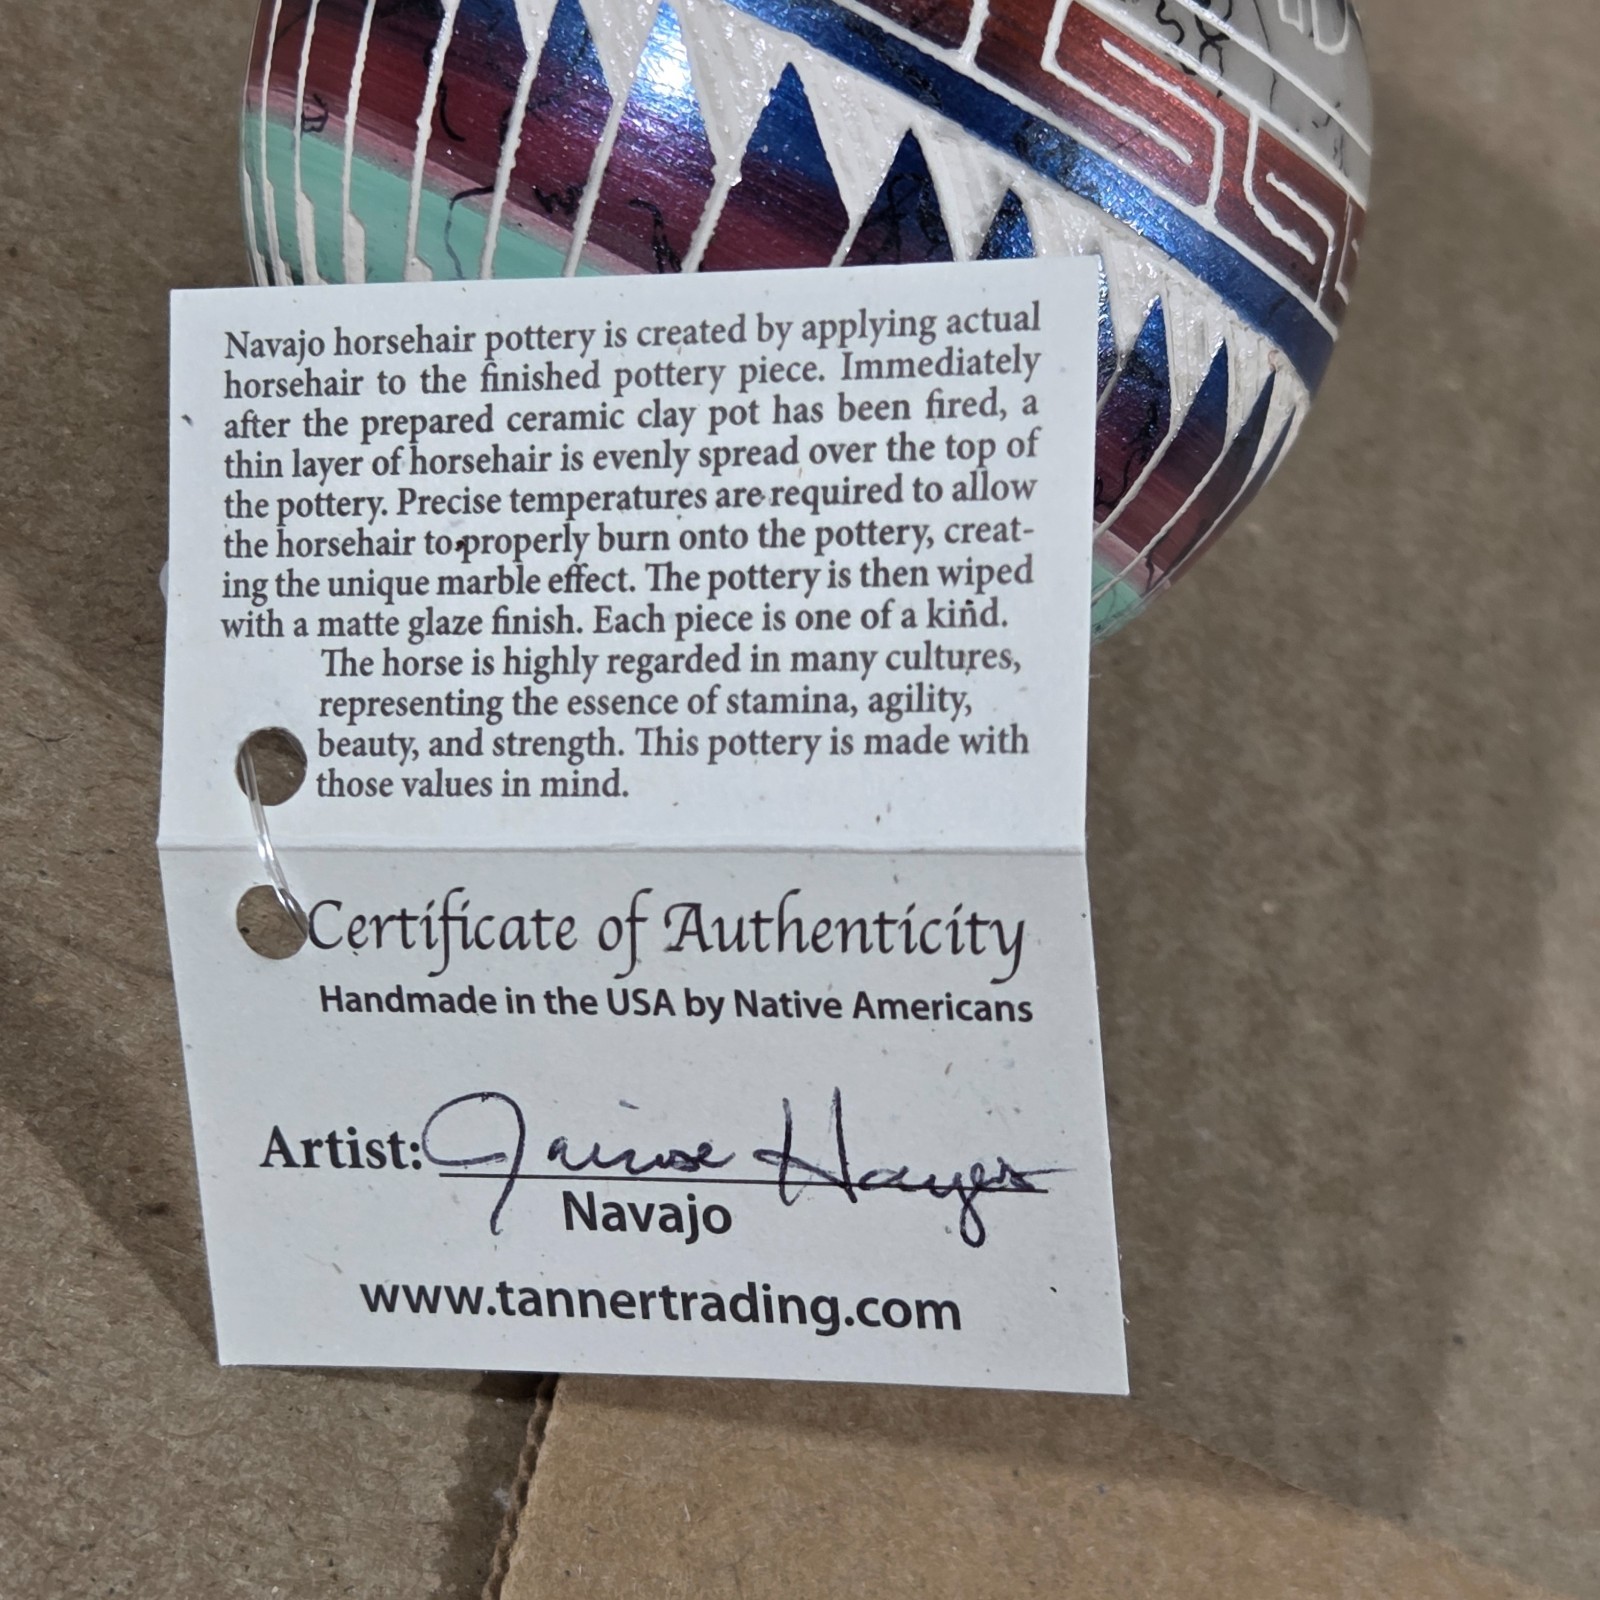 Navajo horsehair pottery is created by applying actual
horsehair to the finished pottery piece. Immediately
after the prepared ceramic clay pot has been fired, a
thin layer of horsehair is evenly spread over the top of
the pottery. Precise temperatures are required to allow
the horsehair to properly burn onto the pottery, creat-
ing the unique marble effect. The pottery is then wiped
with a matte glaze finish. Each piece is one of a kind.
The horse is highly regarded in many cultures,
representing the essence of stamina, agility,
beauty, and strength. This pottery is made with
those values in mind.
Certificate of Authenticity
Handmade in the USA by Native Americans
Artist: Hayes
Navajo
www.tannertrading.com